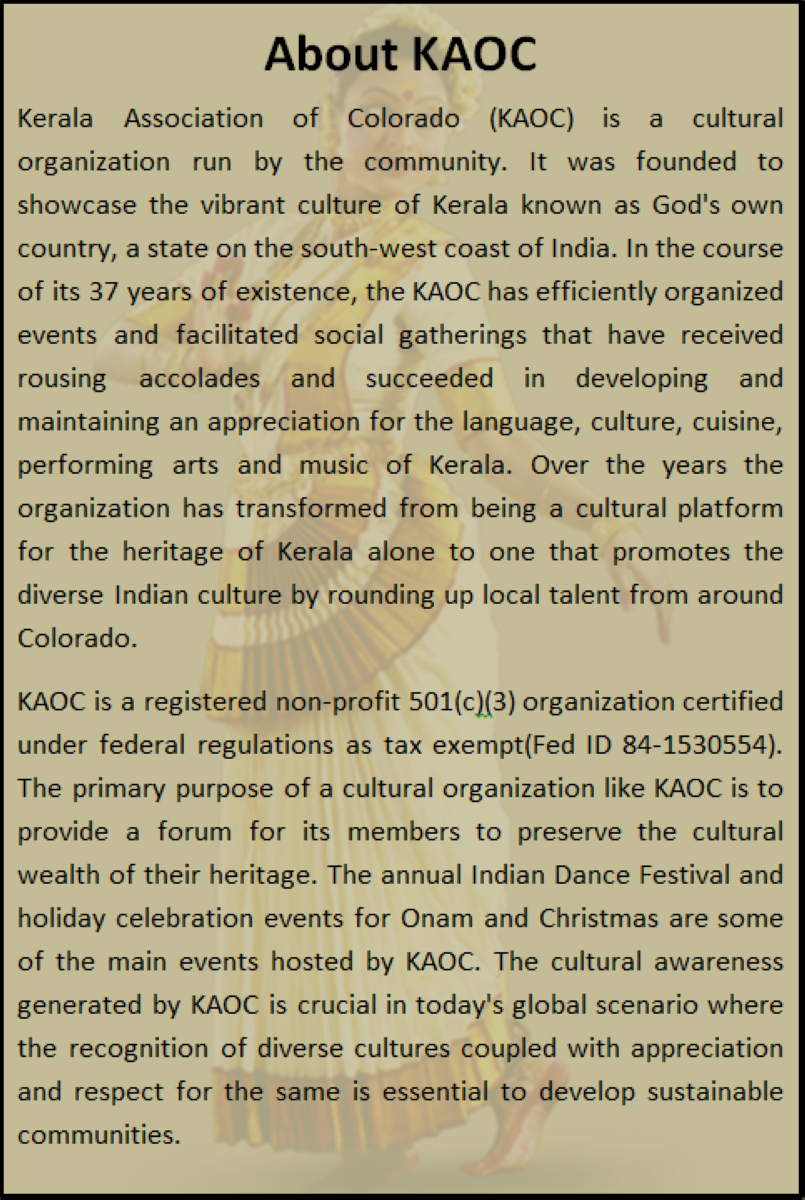 About KAOC
Kerala Association of Colorado (KAOC) is a cultural
organization run by the community. It was founded to
showcase the vibrant culture of Kerala known as God's own
country, a state on the south-west coast of India. In the course
of its 37 years of existence, the KAOC has efficiently organized
events and facilitated social gatherings that have received
rousing accolades and succeeded in developing and
maintaining an appreciation for the language, culture, cuisine,
performing arts and music of Kerala. Over the years the
organization has transformed from being a cultural platform
for the heritage of Kerala alone to one that promotes the
diverse Indian culture by rounding up local talent from around
Colorado.
KAOC is a registered non-profit 501(c)(3) organization certified
under federal regulations as tax exempt(Fed ID 84-1530554).
The primary purpose of a cultural organization like KAOC is to
provide a forum for its members to preserve the cultural
wealth of their heritage. The annual Indian Dance Festival and
holiday celebration events for Onam and Christmas are some
of the main events hosted by KAOC. The cultural awareness
generated by KAOC is crucial in today's global scenario where
the recognition of diverse cultures coupled with appreciation
and respect for the same is essential to develop sustainable
communities.